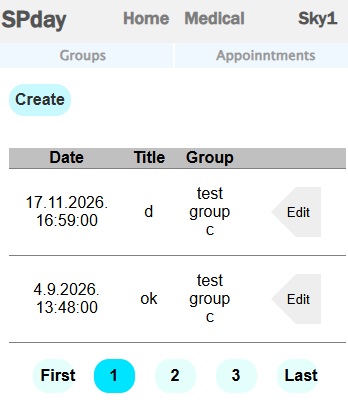 SPday Home Medical Sky1
Groups Appoinntments
Create
Date Title Group
17.11.2026. 16:59:00 d test group c Edit
4.9.2026. 13:48:00 ok test group c Edit
First 1 2 3 Last